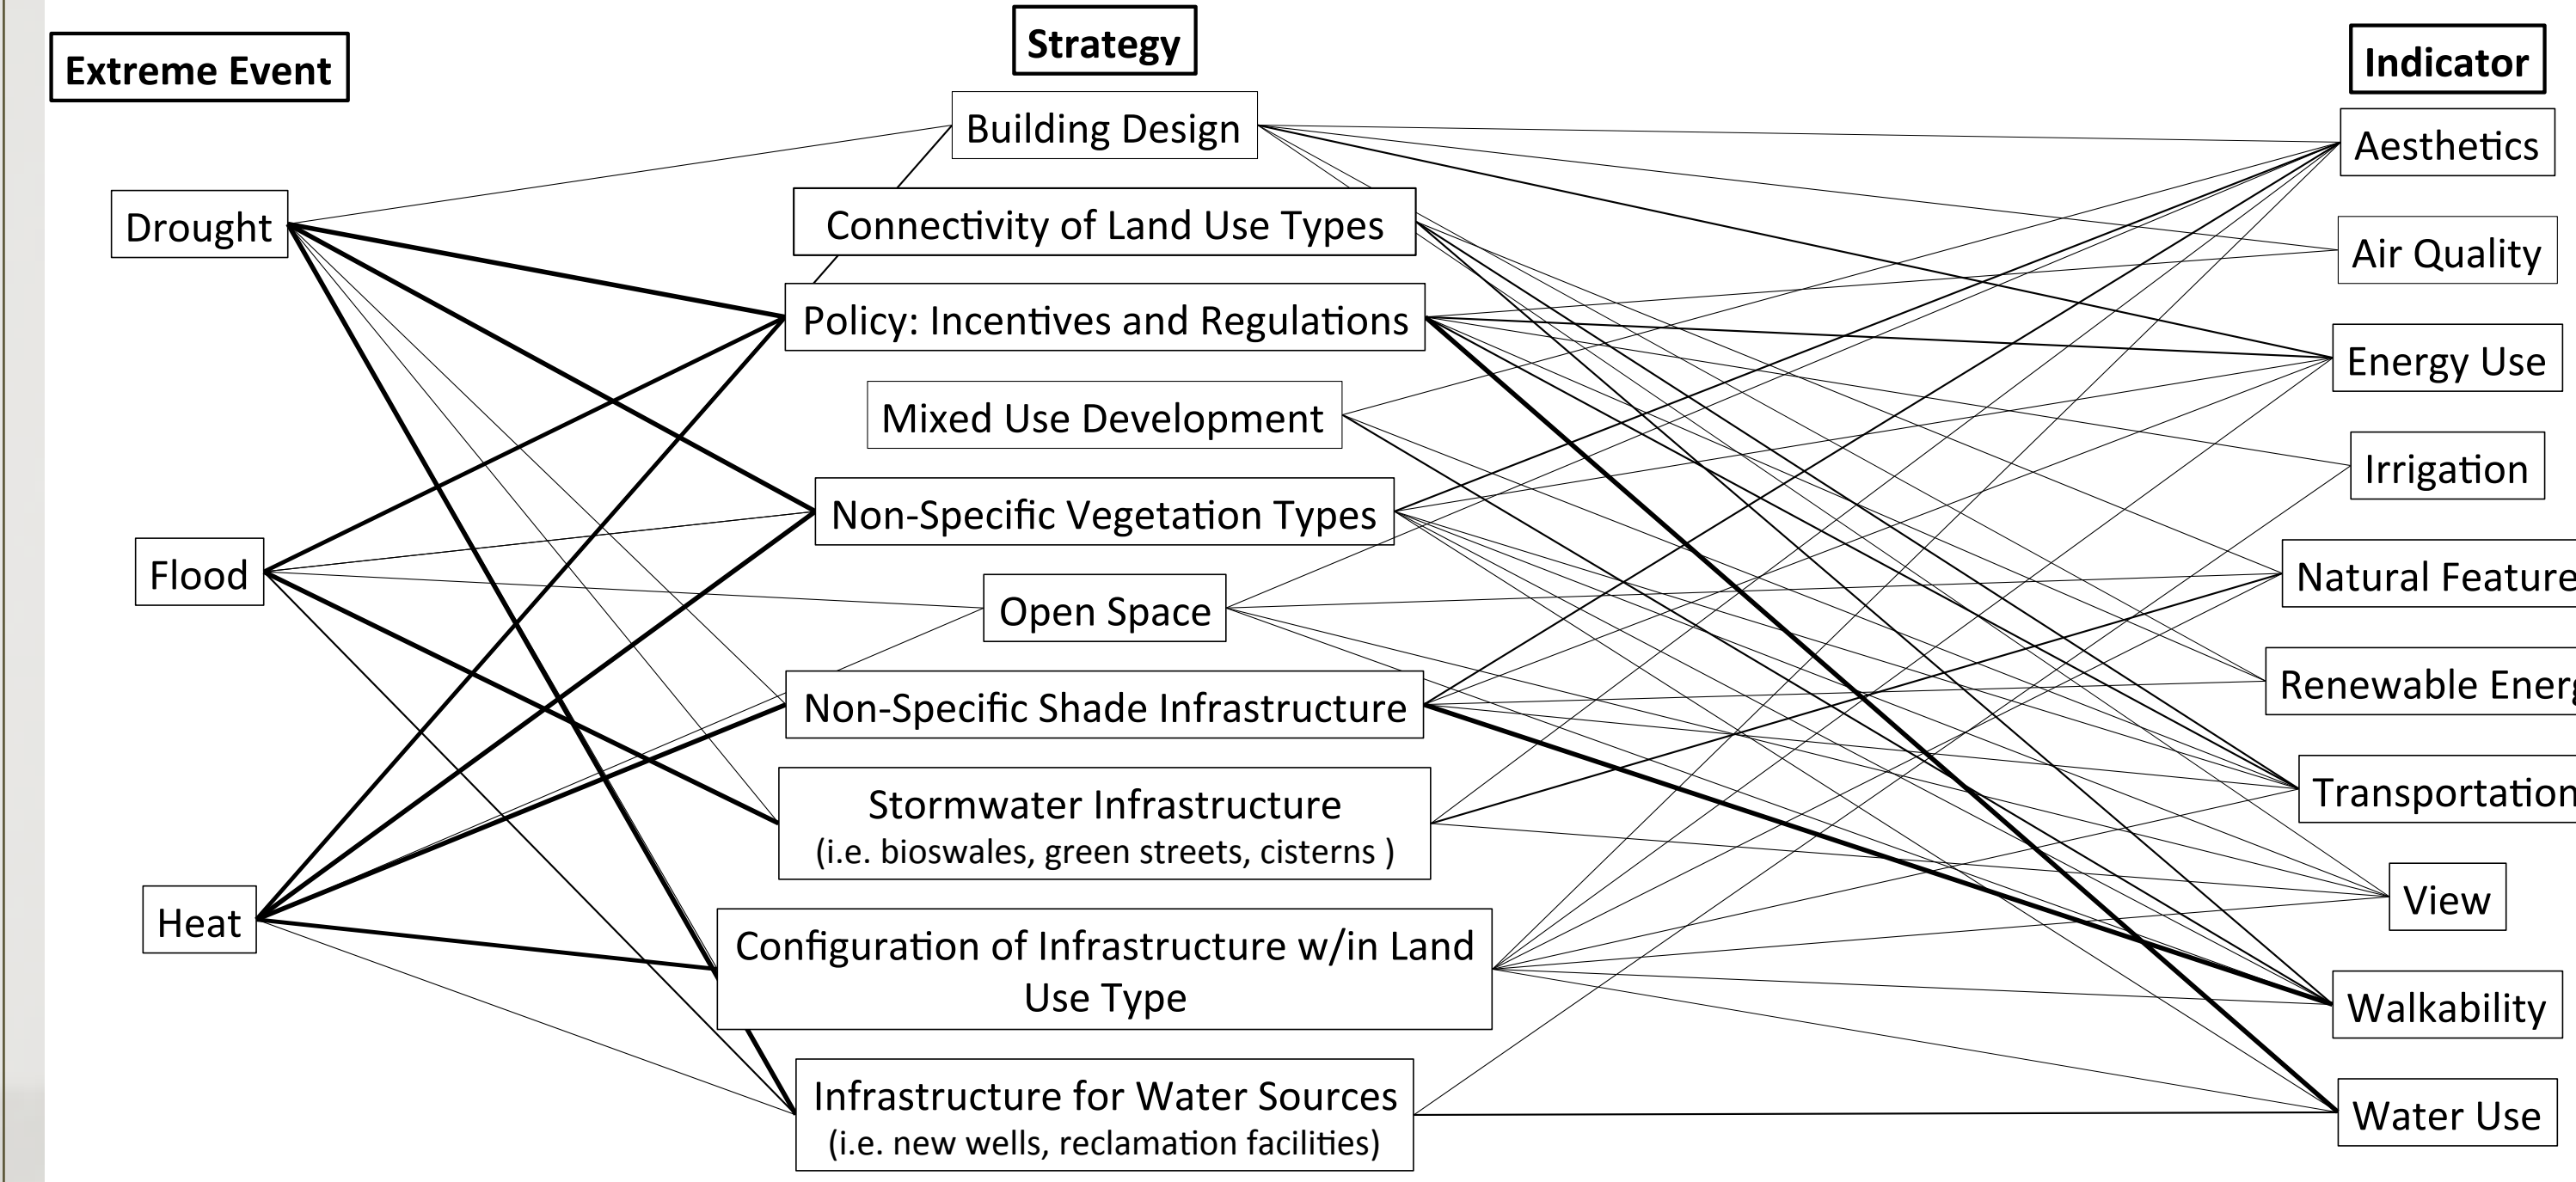 Extreme Event
Strategy
Indicator
Drought
Flood
Heat
Building Design
Connectivity of Land Use Types
Policy: Incentives and Regulations
Mixed Use Development
Non-Specific Vegetation Types
Open Space
Non-Specific Shade Infrastructure
Stormwater Infrastructure
(i.e. bioswales, green streets, cisterns )
Configuration of Infrastructure w/in Land
Use Type
Infrastructure for Water Sources
(i.e. new wells, reclamation facilities)
Aesthetics
Air Quality
Energy Use
Irrigation
Natural Feature
Renewable Energ
Transportation
View
Walkability
Water Use